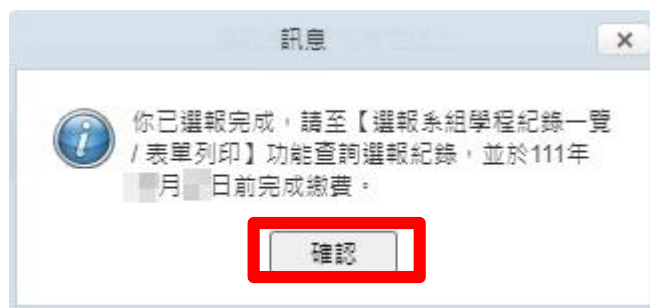 訊息
你已選報完成，請至【選報系組學程紀錄一覽
/ 表單列印】功能查詢選報紀錄，並於111年
月 日前完成繳費。
確認